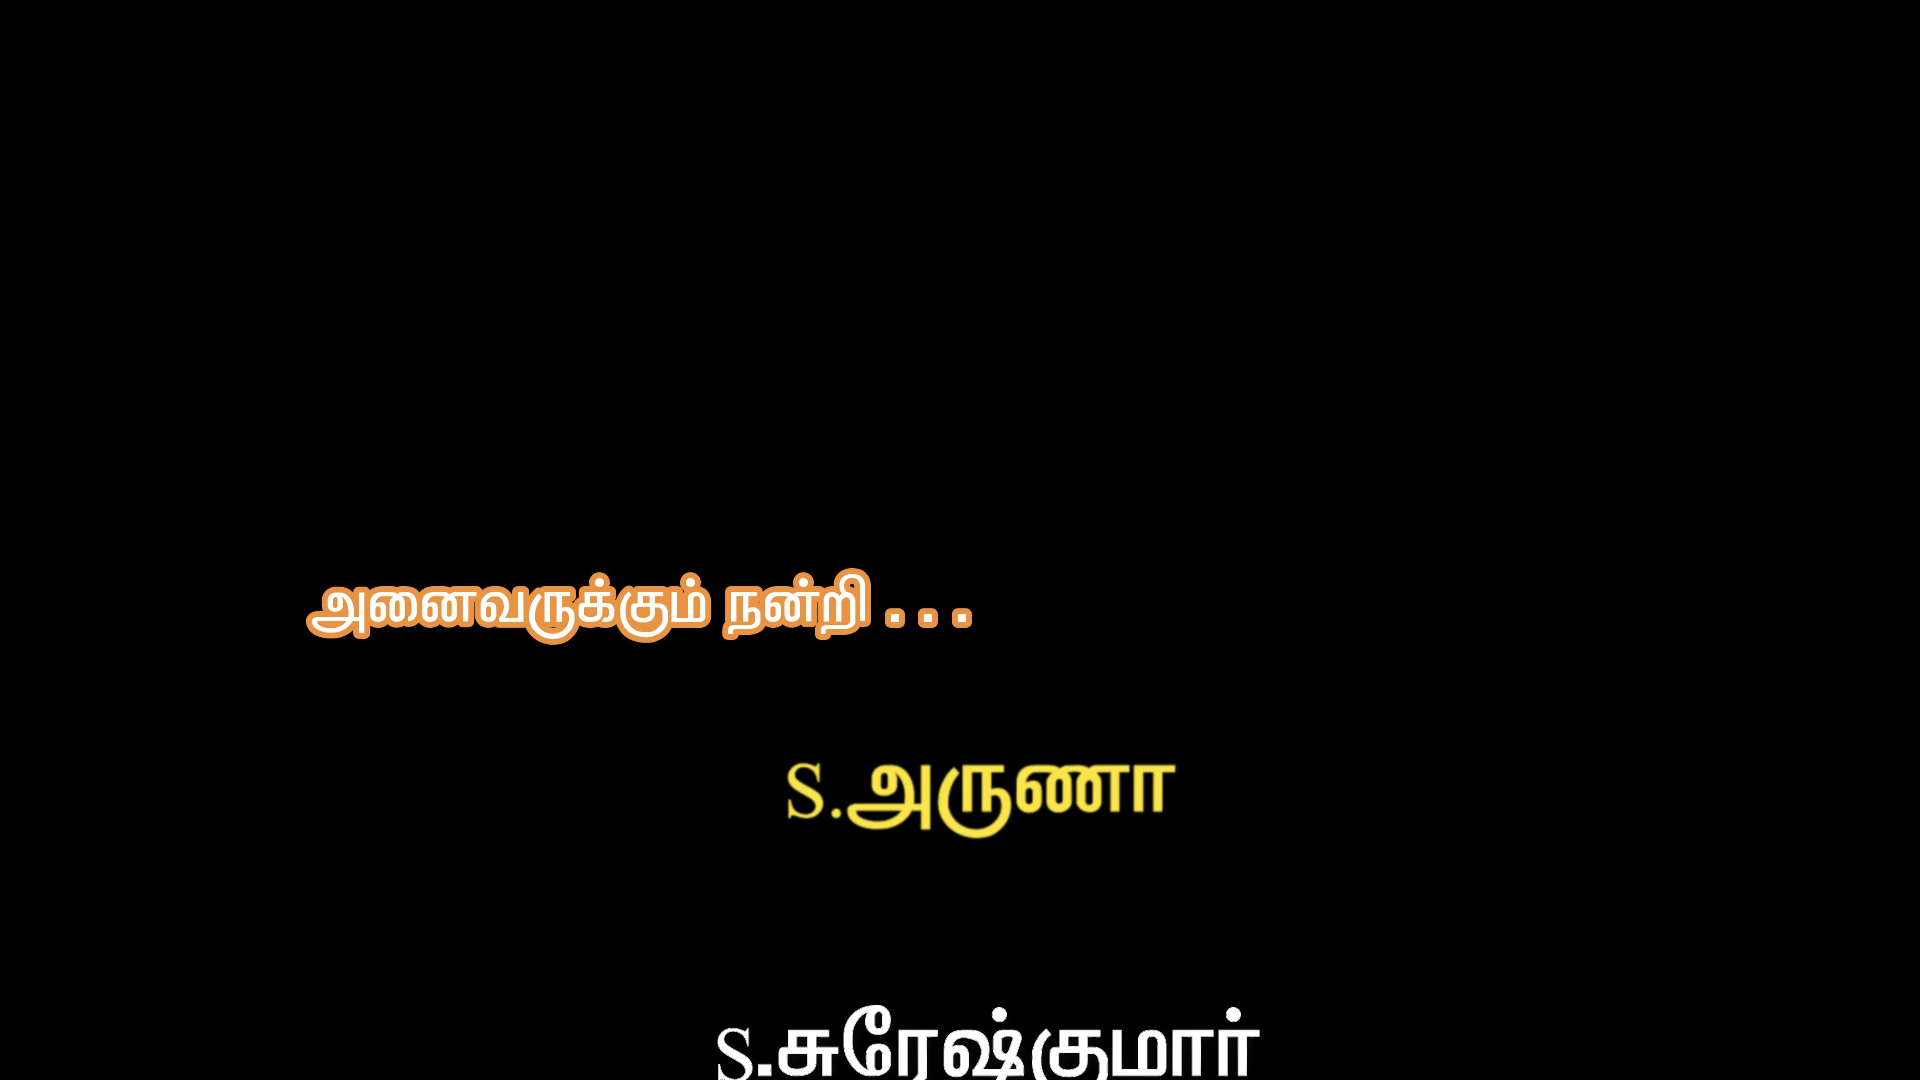 அனைவருக்கும் நன்றி . . .
S.அருணா
S.சுரேஷ்குமார்